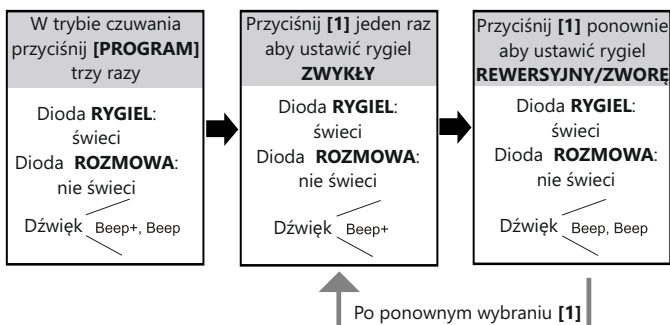 W trybie czuwania
przyciśnij [PROGRAM]
trzy razy
Dioda RYGIEL:
świeci
Dioda ROZMOWA:
nie świeci
Dźwięk Beep+, Beep
Przyciśnij [1] jeden raz
aby ustawić rygiel
ZWYKŁY
Dioda RYGIEL:
świeci
Dioda ROZMOWA:
nie świeci
Dźwięk Beep+
Przyciśnij [1] ponownie
aby ustawić rygiel
REWERSYJNY/ZWORĘ
Dioda RYGIEL:
świeci
Dioda ROZMOWA:
nie świeci
Dźwięk Beep, Beep
Po ponownym wybraniu [1]